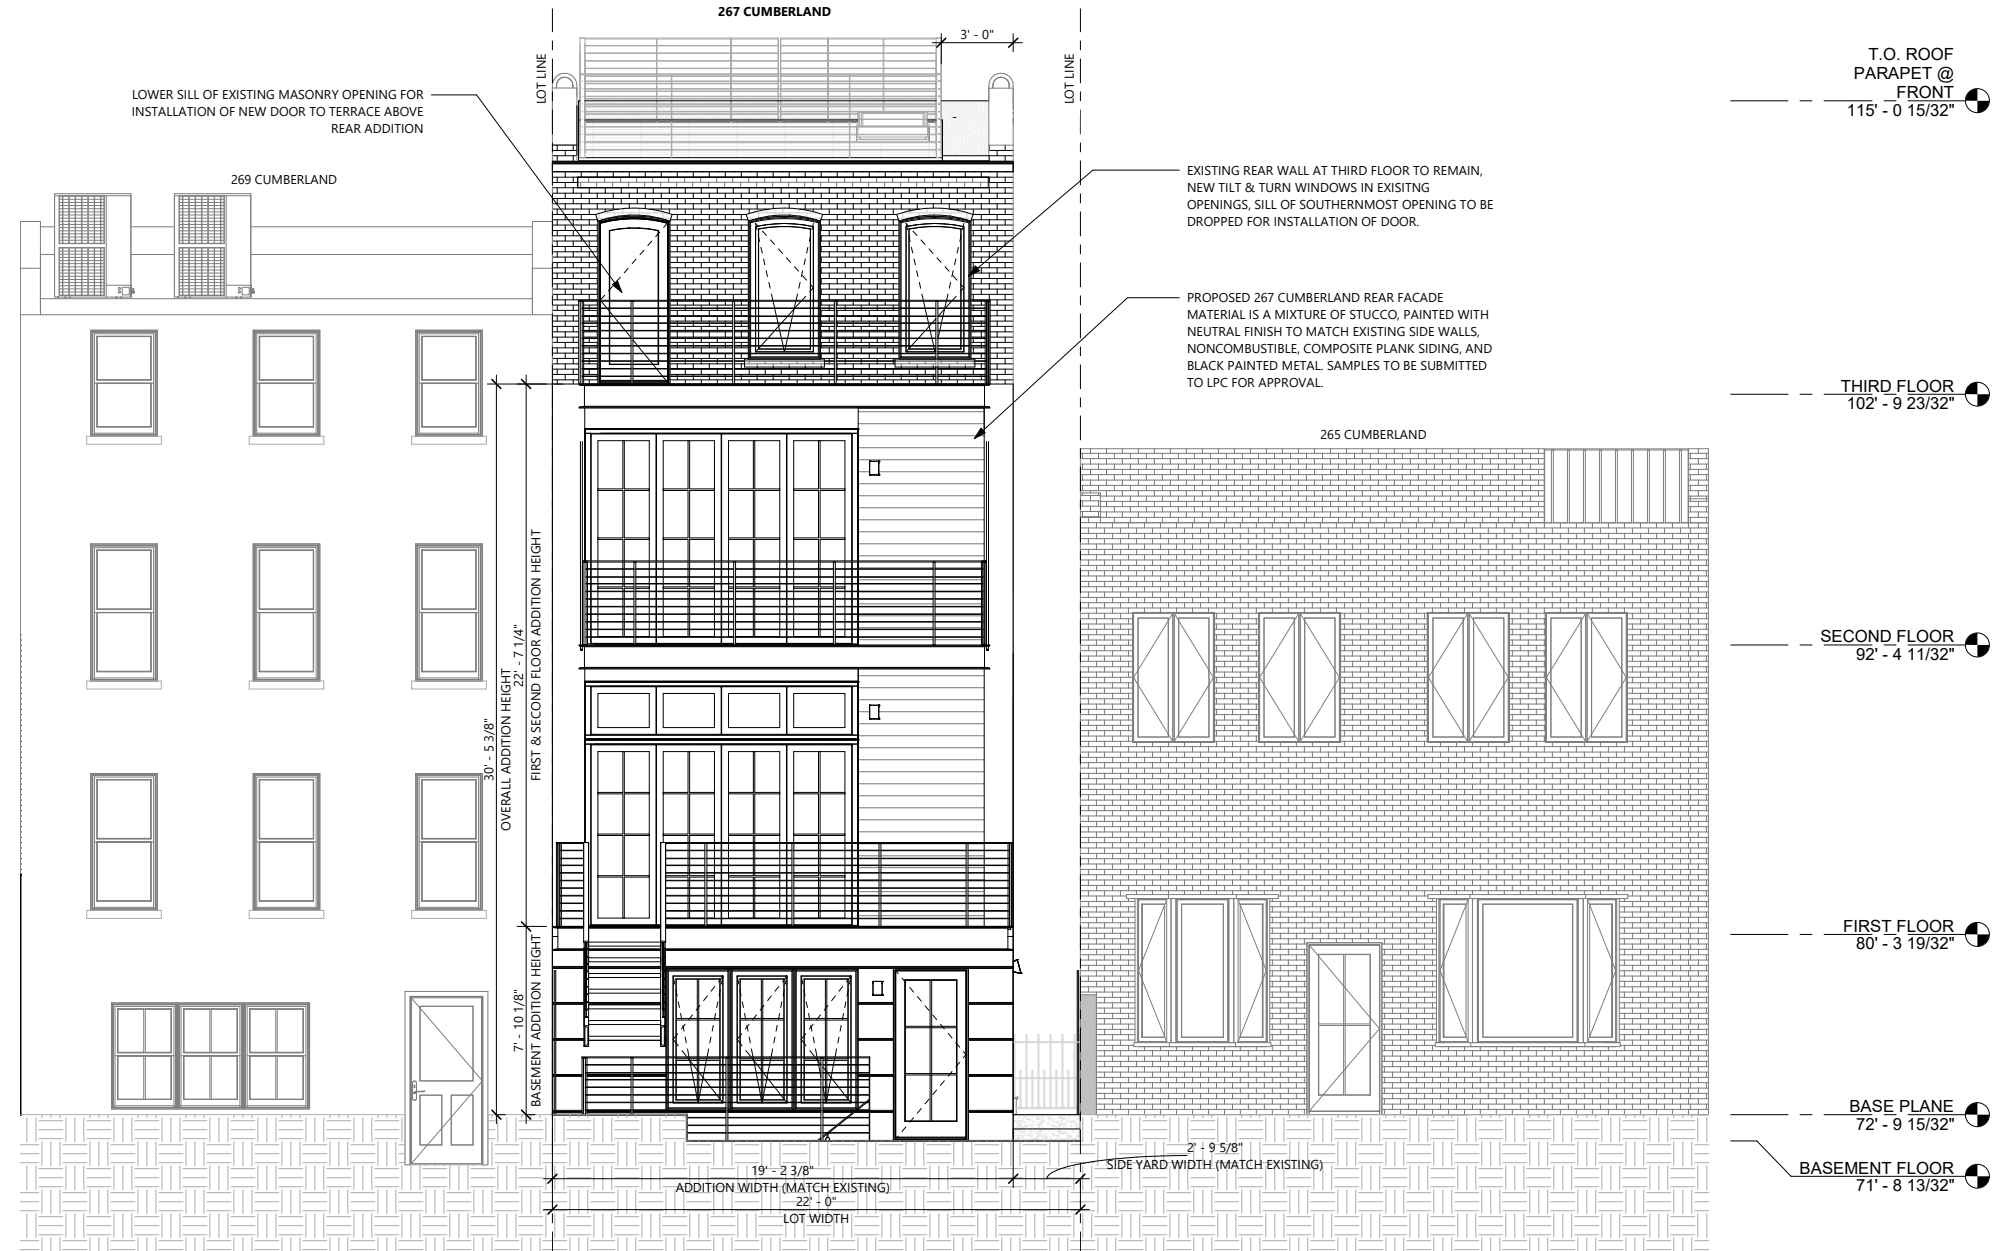 267 CUMBERLAND
3' - 0"
LOT LINE
LOT LINE
LOWER SILL OF EXISTING MASONRY OPENING FOR
INSTALLATION OF NEW DOOR TO TERRACE ABOVE
REAR ADDITION
269 CUMBERLAND
EXISTING REAR WALL AT THIRD FLOOR TO REMAIN,
NEW TILT & TURN WINDOWS IN EXISITNG
OPENINGS, SILL OF SOUTHERNMOST OPENING TO BE
DROPPED FOR INSTALLATION OF DOOR.
PROPOSED 267 CUMBERLAND REAR FACADE
MATERIAL IS A MIXTURE OF STUCCO, PAINTED WITH
NEUTRAL FINISH TO MATCH EXISTING SIDE WALLS,
NONCOMBUSTIBLE, COMPOSITE PLANK SIDING, AND
BLACK PAINTED METAL. SAMPLES TO BE SUBMITTED
TO LPC FOR APPROVAL.
265 CUMBERLAND
T.O. ROOF
PARAPET @
FRONT
115' - 0 15/32"
THIRD FLOOR
102' - 9 23/32"
SECOND FLOOR
92' - 4 11/32"
FIRST FLOOR
80' - 3 19/32"
BASE PLANE
72' - 9 15/32"
BASEMENT FLOOR
71' - 8 13/32"
30' - 5 3/8"
OVERALL ADDITION HEIGHT
22' - 7 1/4"
FIRST & SECOND FLOOR ADDITION HEIGHT
7' - 10 1/8"
BASEMENT ADDITION HEIGHT
2' - 9 5/8"
SIDE YARD WIDTH (MATCH EXISTING)
19' - 2 3/8"
ADDITION WIDTH (MATCH EXISTING)
22' - 0"
LOT WIDTH